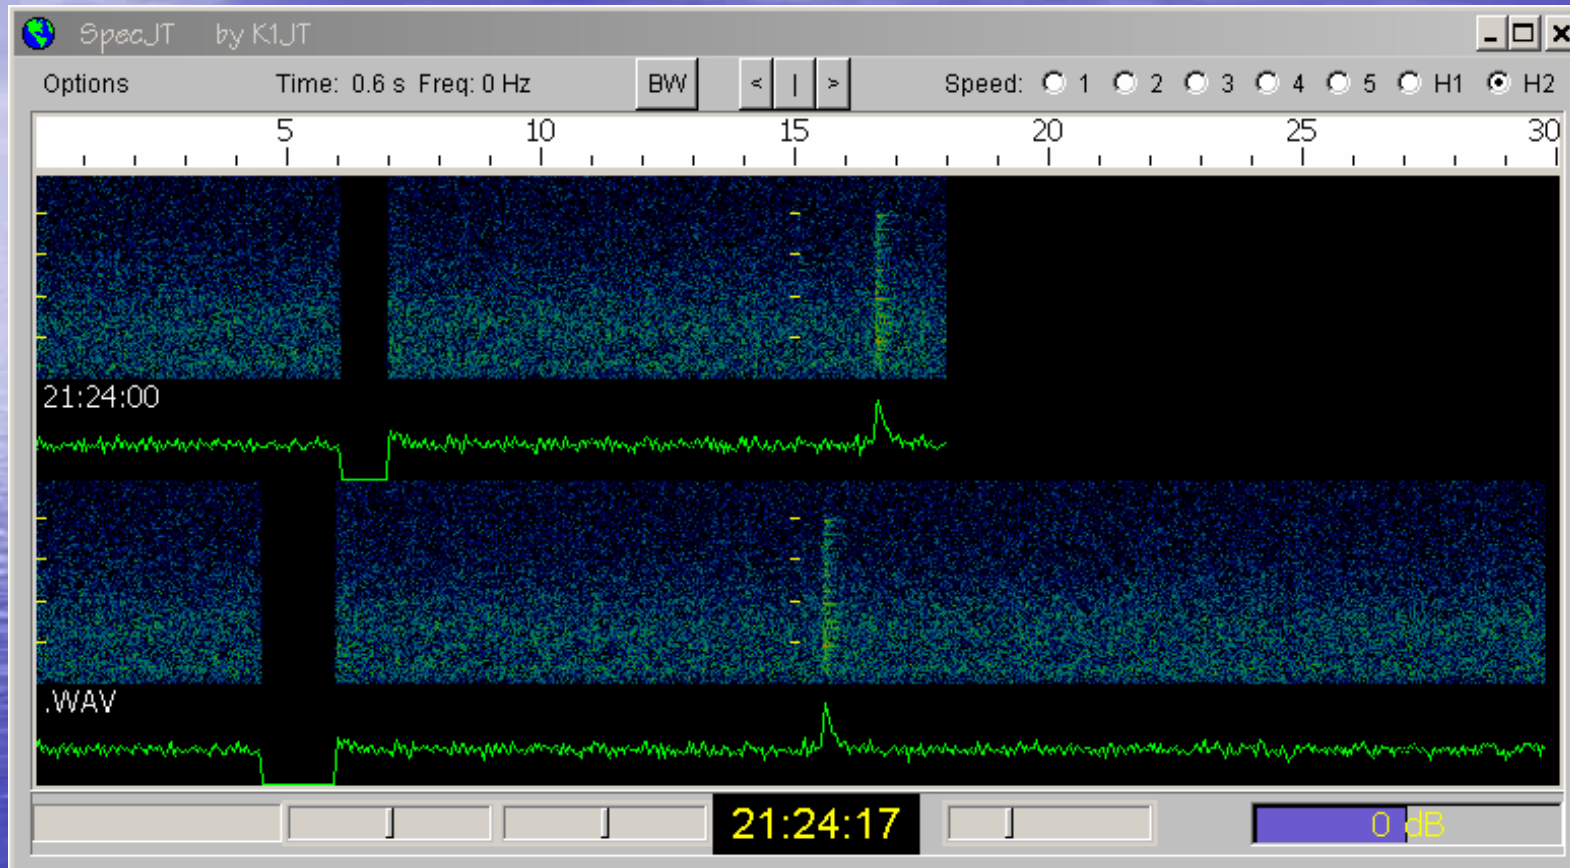 SpecJT by K1JT
Options Time: 0.6 s Freq: 0 Hz BW < | > Speed: 1 2 3 4 5 H1 H2
5 10 15 20 25 30
21:24:00
.WAV
21:24:17 0 dB